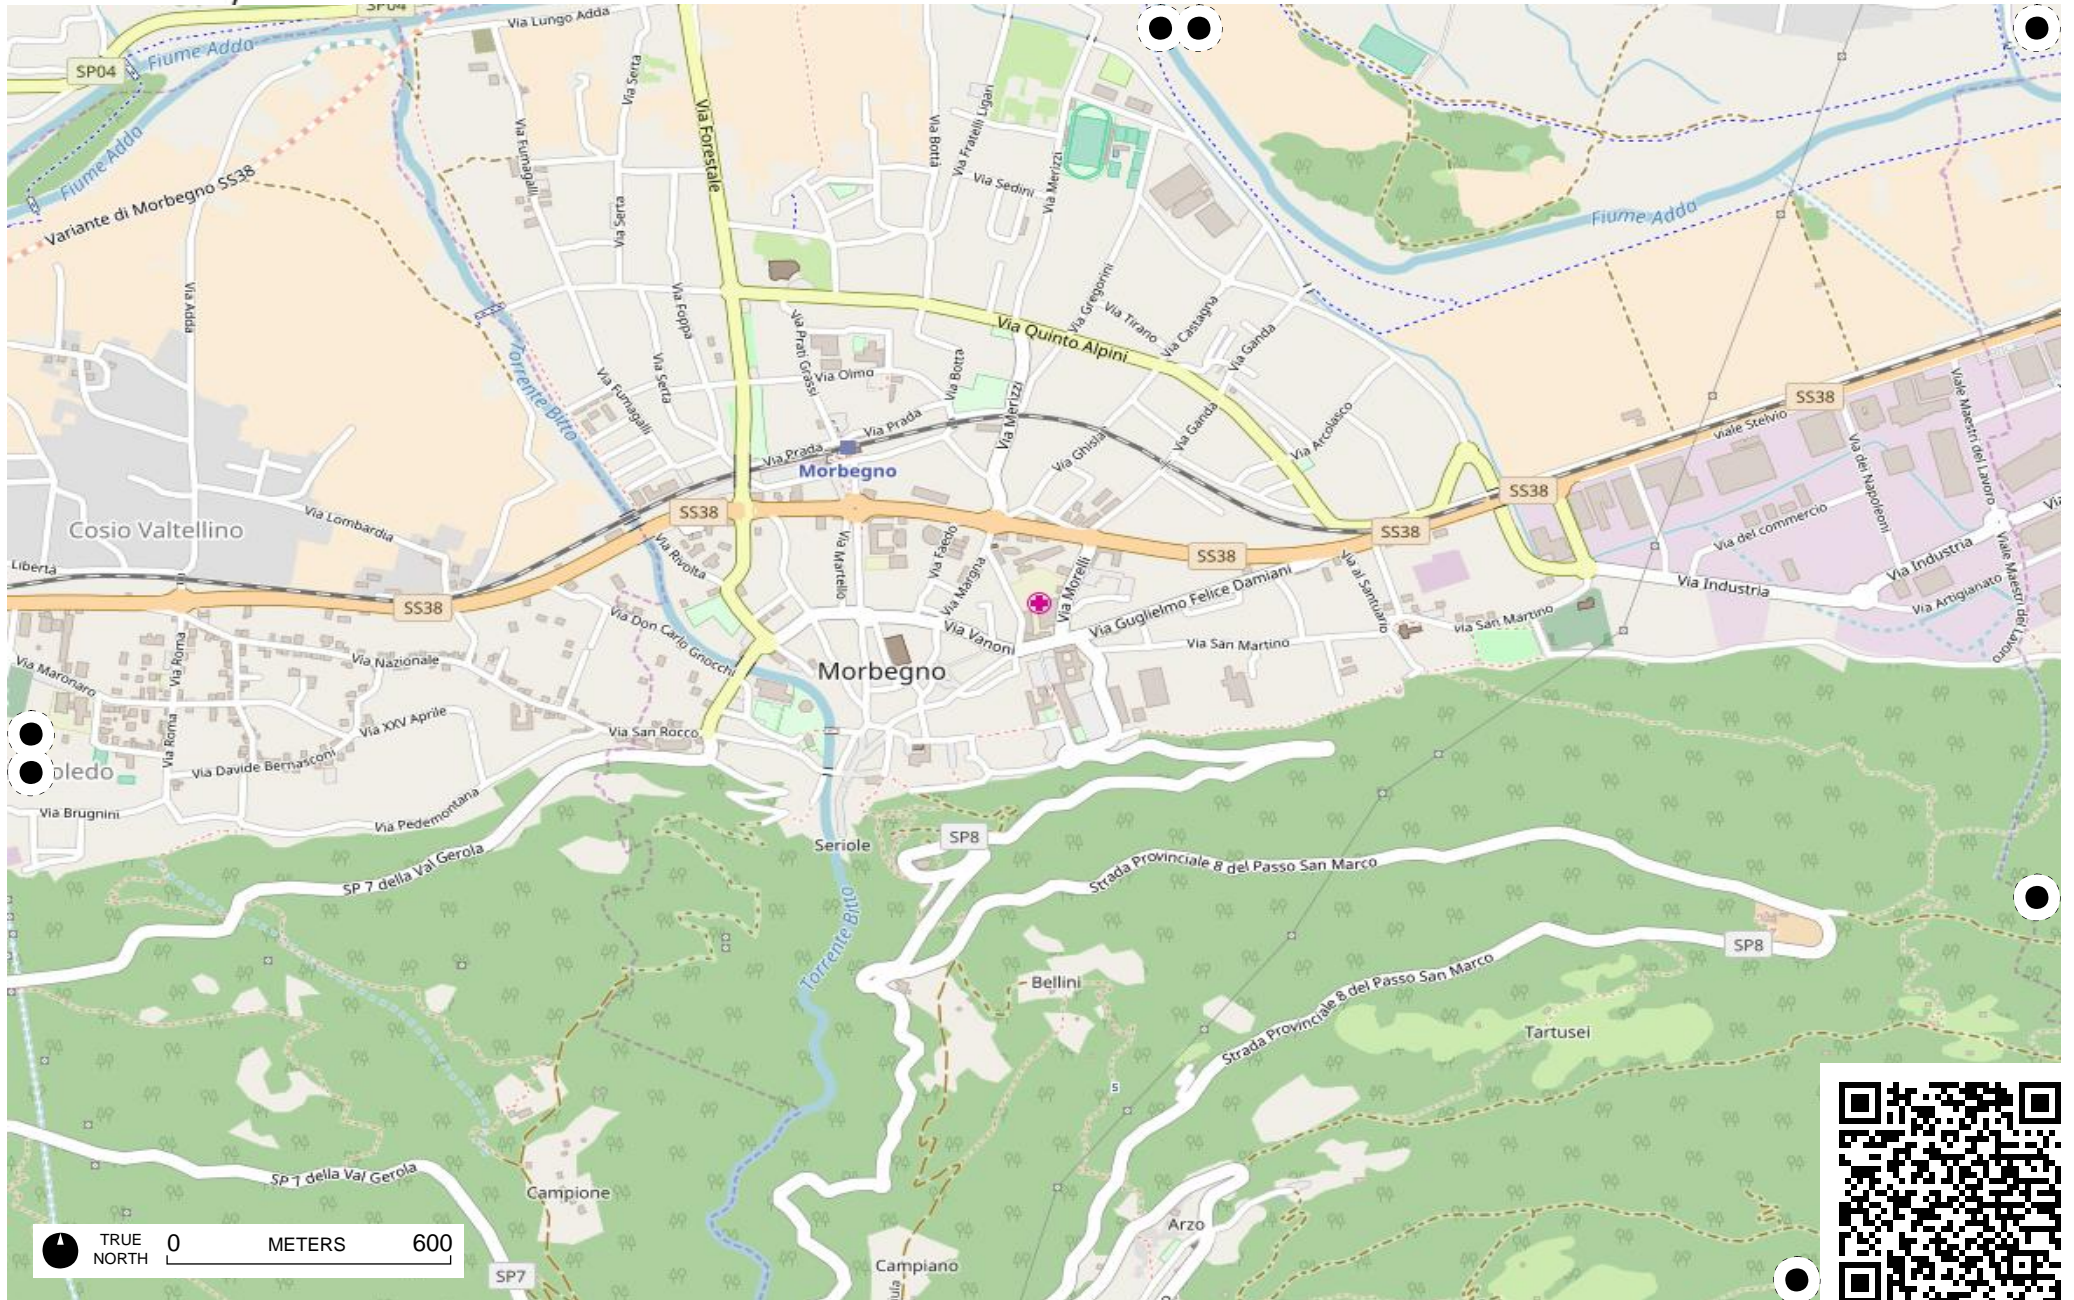 SP04
Via Lungo Adda
Fiume Adda
SP04
Via Serta
Via Forestale
Via Fratelli Ligari
Via Botta
Via Fumagalli
Fiume Adda
Via Merizzi
Via Sedini
Variante di Morbegno SS38
Via Serta
Fiume Adda
Via Adda
Via Foppa
Via Gregorini
Via Tirano
Via Castagna
Via Quinto Alpini
Via Ganda
Via Prati Grassi
Torrente Bitto
Via Serta
Via Olmo
Via Botta
Via Fumagalli
Via Merizzi
SS38
Viale Maestri del Lavoro
Viale Stelvio
Via Prada
Via Ganda
Via Arcolasco
Via Prada
Via Ghislai
Via dei Napoleoni
Morbegno
SS38
SS38
Via Lombardia
Cosio Valtellino
Via del commercio
SS38
Via Rivolta
Via Martello
Via Faedo
SS38
Libertà
Via Margna
Via Morelli
Via Guglielmo Felice Damiani
Via al Santuario
Via Industria
Via Industria
Via Artigianato
Viale Maestri del Lavoro
SS38
Via Don Carlo Gnocchi
Via Vanoni
Via San Martino
Via San Martino
Via Roma
Via Nazionale
Via Maronaro
Morbegno
Via Roma
Via XXV Aprile
Via San Rocco
Via Davide Bernasconi
oledo
Via Brugnini
Via Pedemontana
Seriole
SP8
SP 7 della Val Gerola
Strada Provinciale 8 del Passo San Marco
Torrente Bitto
SP8
Bellini
Strada Provinciale 8 del Passo San Marco
Tartusei
5
SP 7 della Val Gerola
Campione
Arzo
Campiano
SP7
TRUE NORTH
0 METERS 600